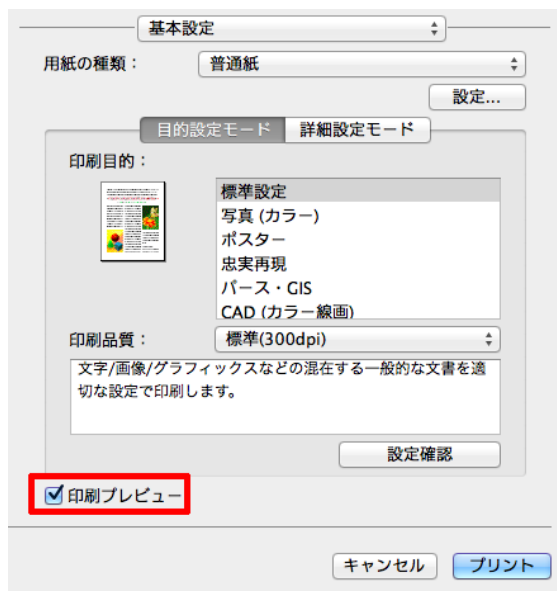 基本設定
用紙の種類： 普通紙
設定...
目的設定モード 詳細設定モード
印刷目的：
標準設定
写真 (カラー)
ポスター
忠実再現
パース・GIS
CAD (カラー線画)
印刷品質： 標準(300dpi)
文字/画像/グラフィックスなどの混在する一般的な文書を適
切な設定で印刷します。
設定確認
印刷プレビュー
キャンセル プリント